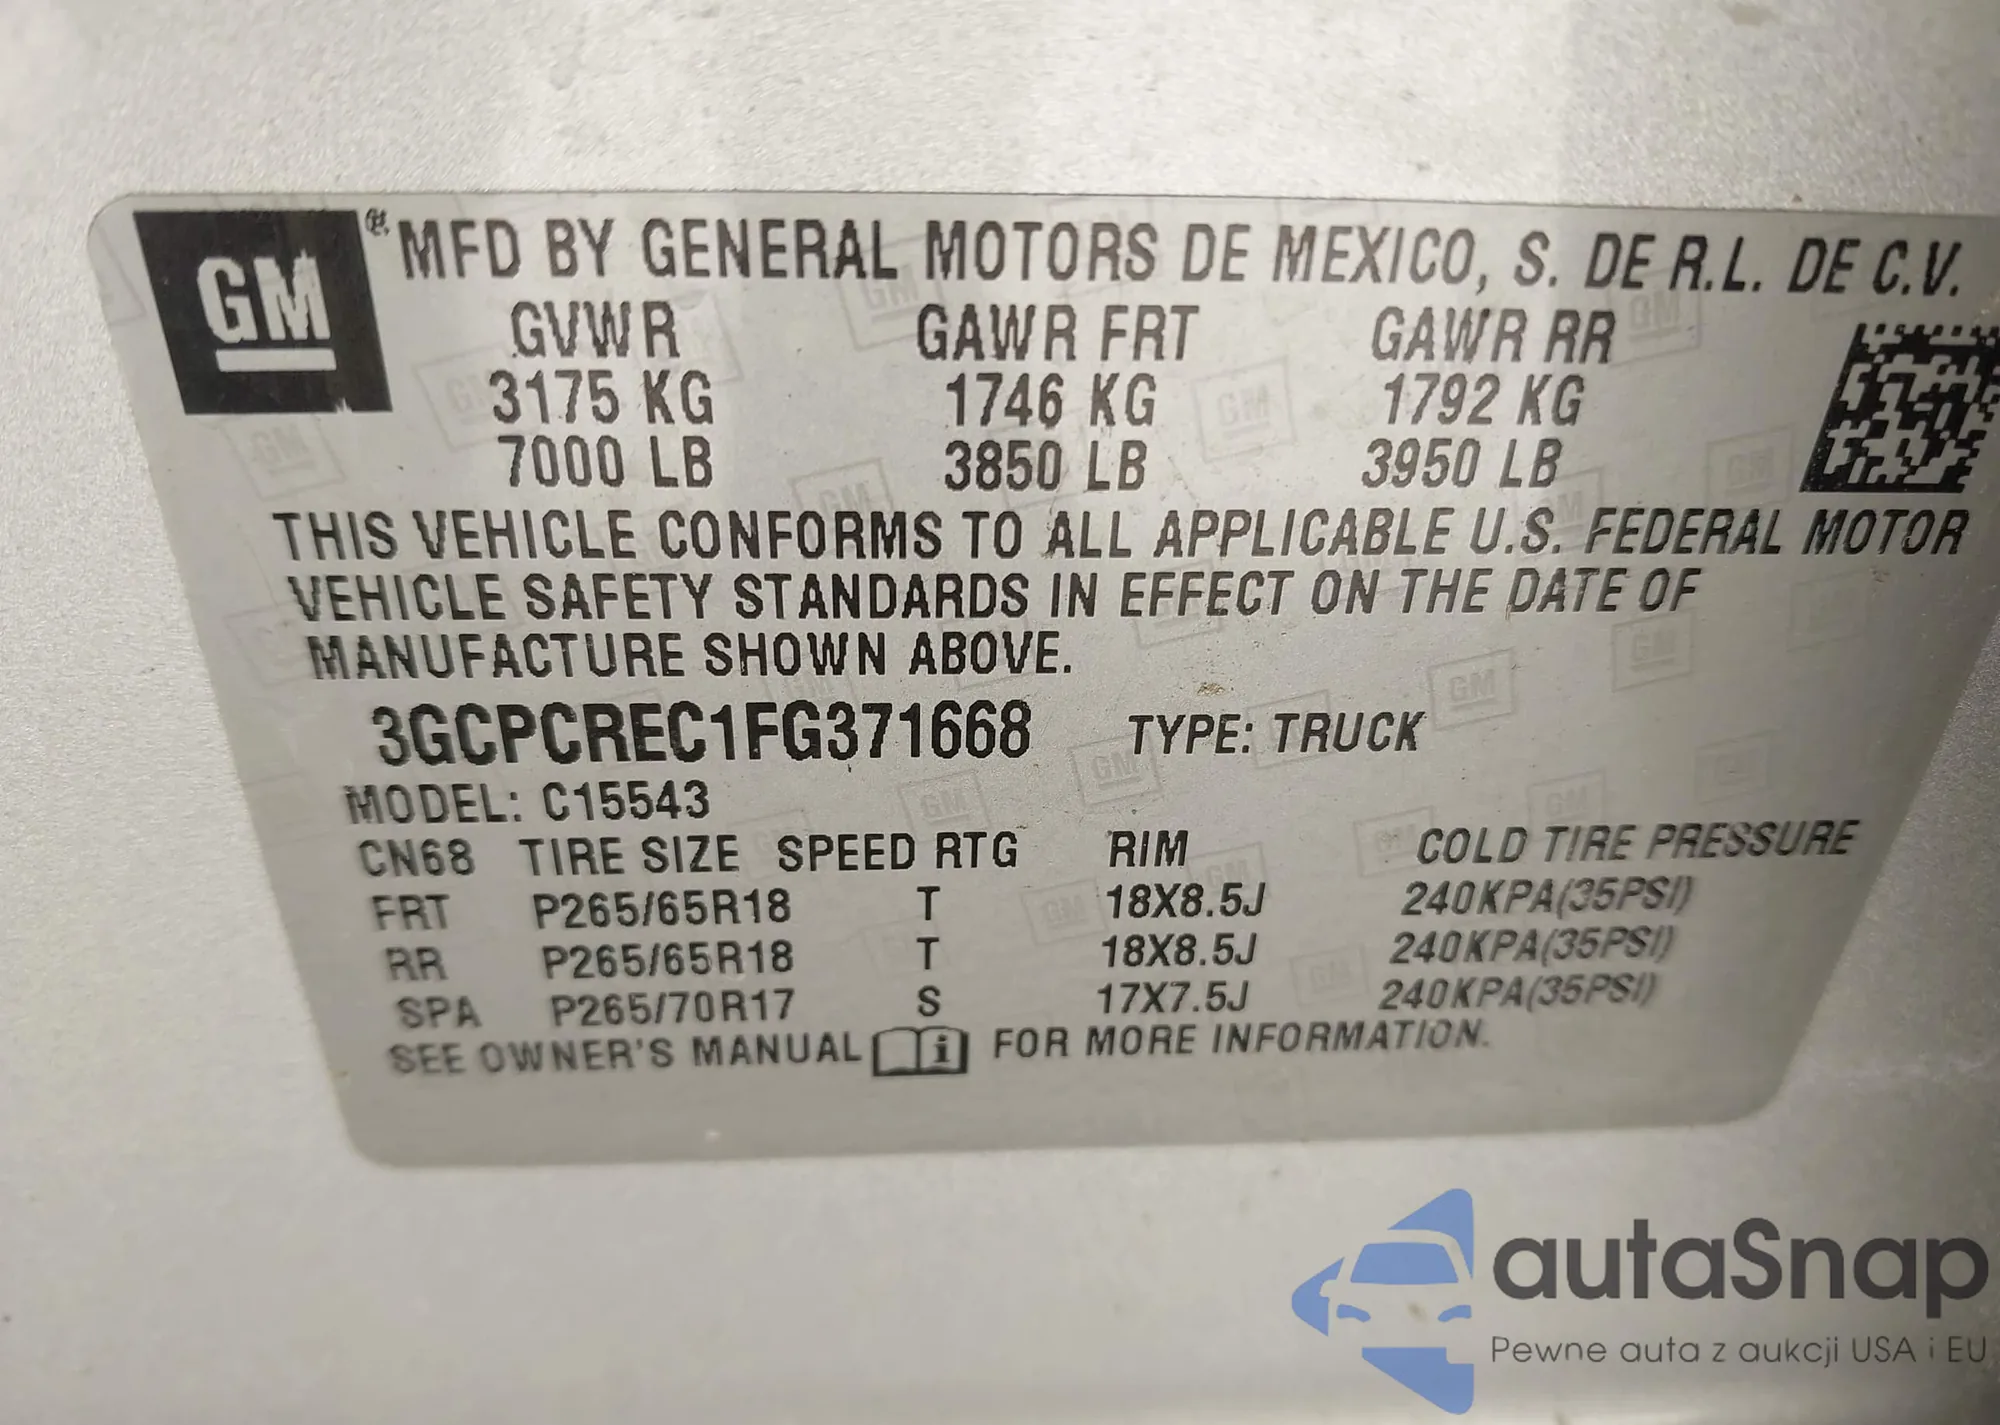 GM
® MFD BY GENERAL MOTORS DE MEXICO, S. DE R.L. DE C.V.
GVWR GAWR FRT GAWR RR
3175 KG 1746 KG 1792 KG
7000 LB 3850 LB 3950 LB
THIS VEHICLE CONFORMS TO ALL APPLICABLE U.S. FEDERAL MOTOR
VEHICLE SAFETY STANDARDS IN EFFECT ON THE DATE OF
MANUFACTURE SHOWN ABOVE.
3GCPCREC1FG371668 TYPE: TRUCK
MODEL: C15543
CN68 TIRE SIZE SPEED RTG RIM COLD TIRE PRESSURE
FRT P265/65R18 T 18X8.5J 240KPA(35PSI)
RR P265/65R18 T 18X8.5J 240KPA(35PSI)
SPA P265/70R17 S 17X7.5J 240KPA(35PSI)
SEE OWNER'S MANUAL i FOR MORE INFORMATION.
autaSnap
Pewne auta z aukcji USA i EU